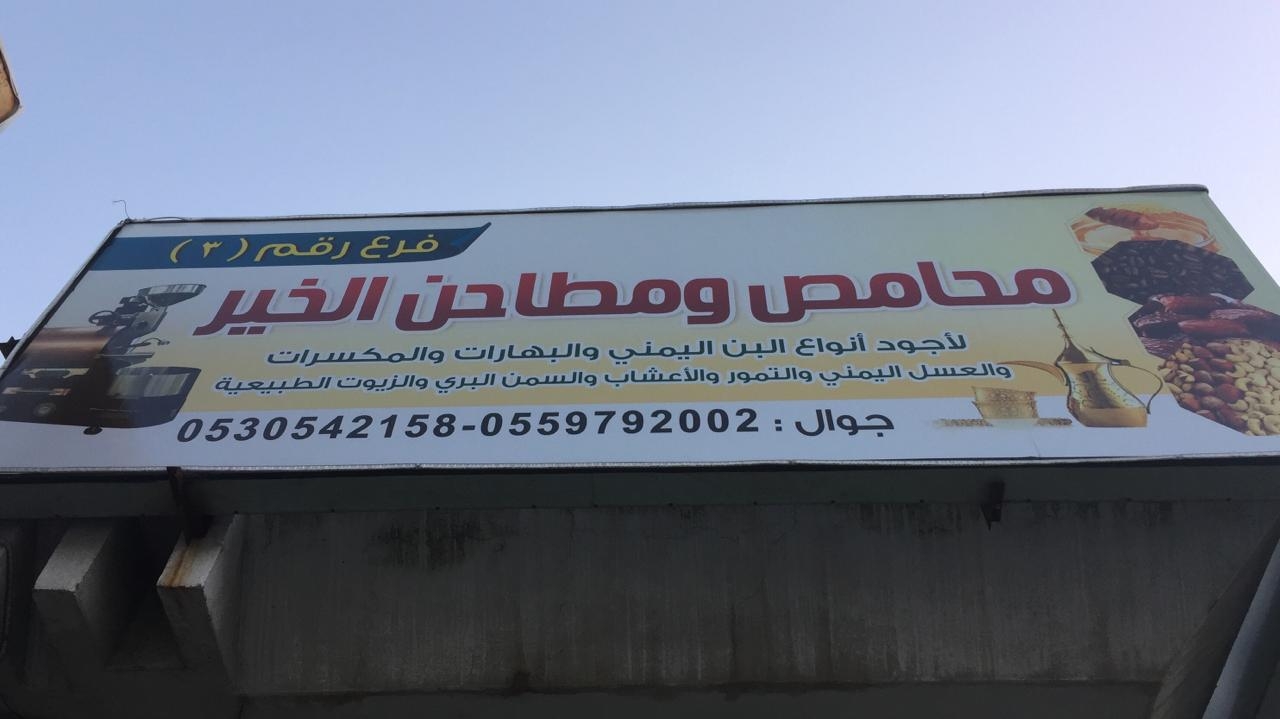 فرع رقم ( ٣ )
محامص ومطاحن الخير
لأجود أنواع البن اليمني والبهارات والمكسرات
والعسل اليمني والتمور والأعشاب والسمن البري والزيوت الطبيعية
جوال : 0559792002-0530542158